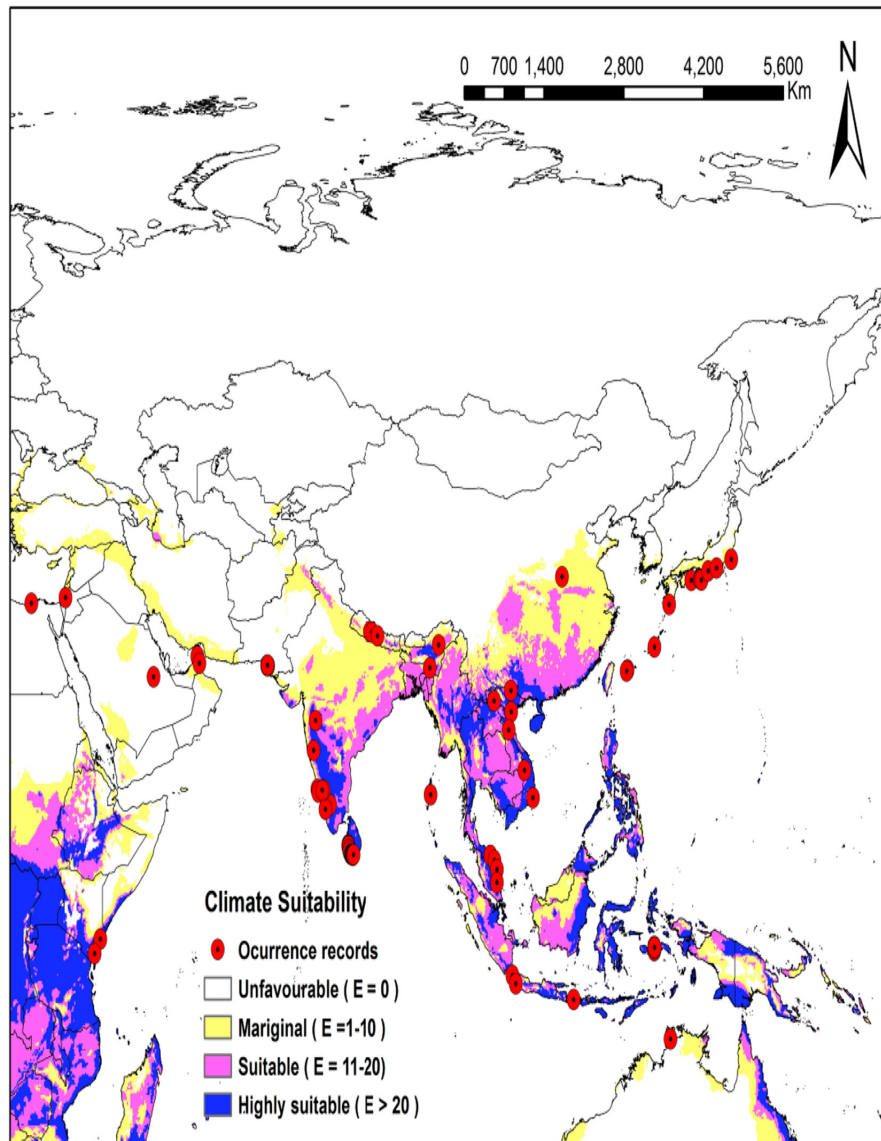 0 700 1,400 2,800 4,200 5,600
Km
N
Climate Suitability
Ocurrence records
Unfavourable ( E = 0 )
Mariginal ( E =1-10 )
Suitable ( E = 11-20)
Highly suitable ( E > 20 )